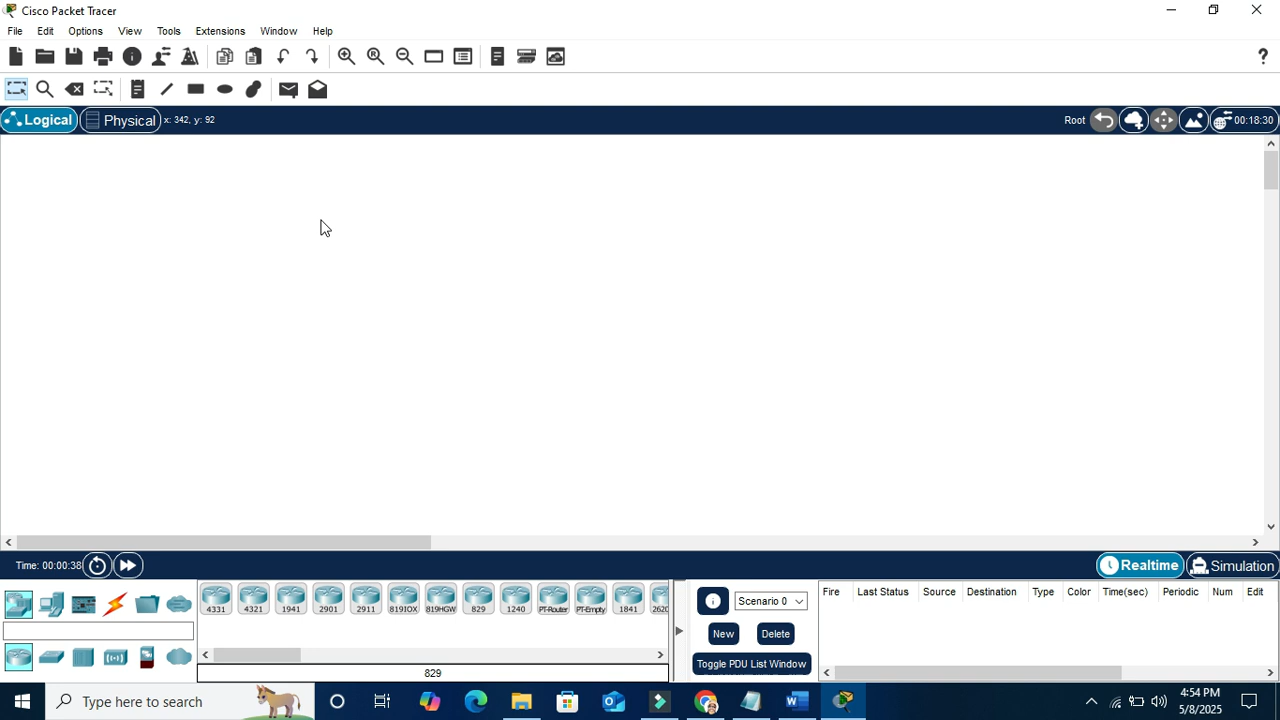 Cisco Packet Tracer
File Edit Options View Tools Extensions Window Help
Logical Physical x: 342, y: 92 Root 00:18:30
Time: 00:00:38 Realtime Simulation
4331 4321 1941 2901 2911 819IOX 819HGW 829 1240 PT-Router PT-Empty 1841 2620
829
Scenario 0
New Delete
Toggle PDU List Window
Fire Last Status Source Destination Type Color Time(sec) Periodic Num Edit
Type here to search
4:54 PM
5/8/2025